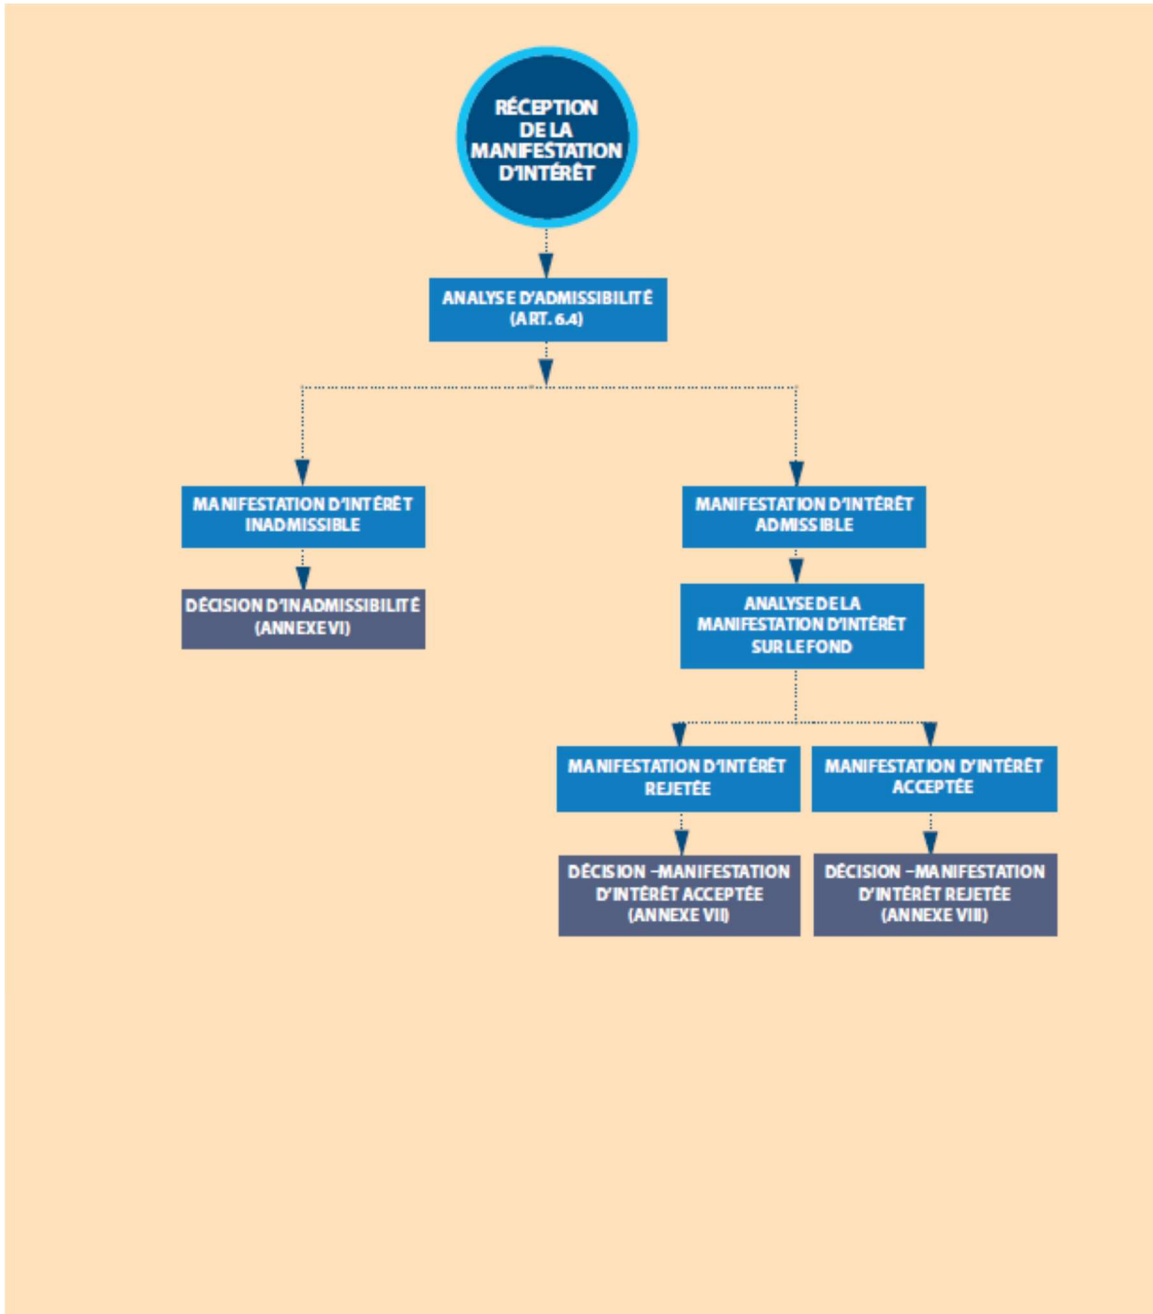 RÉCEPTION
DE LA
MANIFESTATION
D'INTÉRÊT
ANALYSE D'ADMISSIBILITÉ
(ART. 6.4)
MANIFESTATION D'INTÉRÊT
INADMISSIBLE
DÉCISION D'INADMISSIBILITÉ
(ANNEXE VI)
MANIFESTATION D'INTÉRÊT
ADMISSIBLE
ANALYSE DE LA
MANIFESTATION D'INTÉRÊT
SUR LE FOND
MANIFESTATION D'INTÉRÊT
REJETÉE
DÉCISION –MANIFESTATION
D'INTÉRÊT ACCEPTÉE
(ANNEXE VII)
MANIFESTATION D'INTÉRÊT
ACCEPTÉE
DÉCISION –MANIFESTATION
D'INTÉRÊT REJETÉE
(ANNEXE VIII)